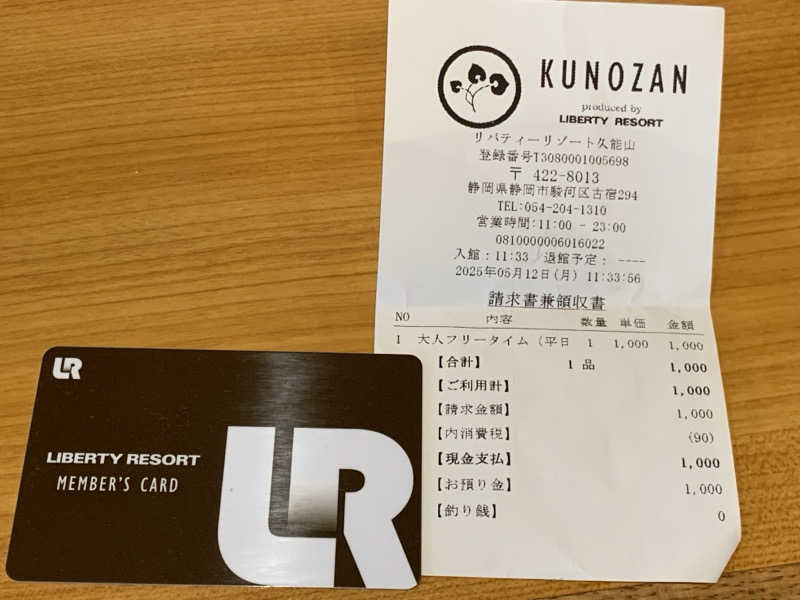 KUNOZAN
produced by
LIBERTY RESORT
リバティーリゾート久能山
登録番号T3080001005698
〒 422-8013
静岡県静岡市駿河区古宿294
TEL:054-204-1310
営業時間:11:00 - 23:00
0810000006016022
入館:11:33 退館予定: ----
2025年05月12日(月) 11:33:56
請求書兼領収書
NO 内容 数量 単価 金額
1 大人フリータイム (平日 1 1,000 1,000
【合計】 1 品 1,000
【ご利用計】 1,000
【請求金額】 1,000
【内消費税】 (90)
【現金支払】 1,000
【お預り金】 1,000
【釣り銭】 0
LR
LIBERTY RESORT
MEMBER'S CARD
LR